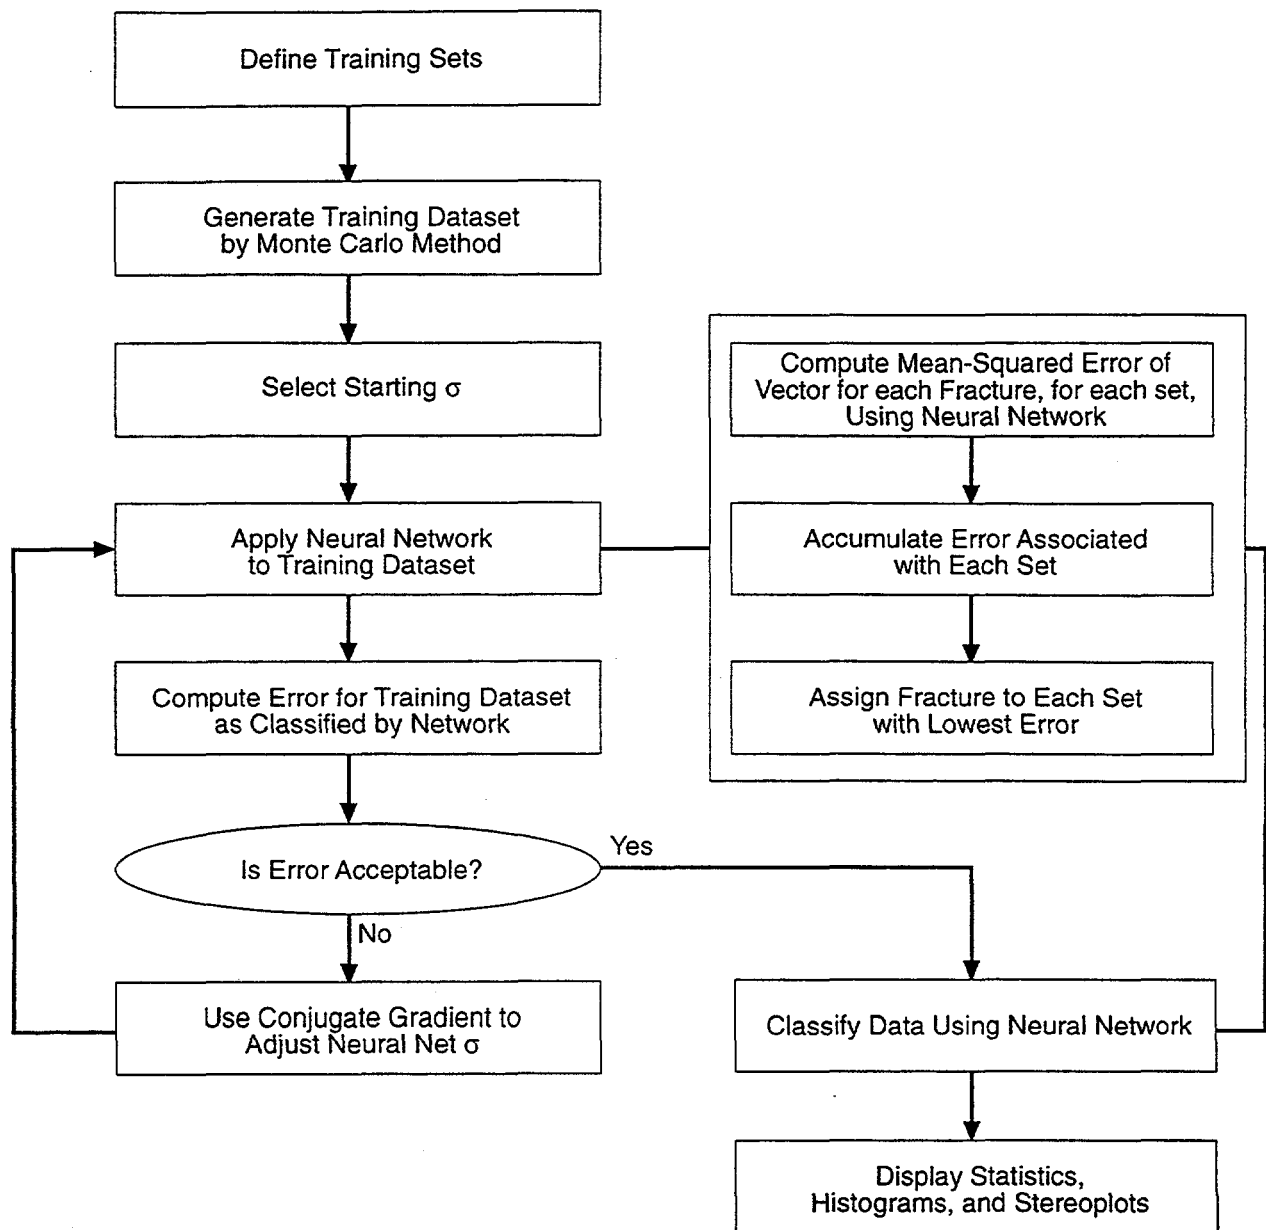 Define Training Sets
Generate Training Dataset
by Monte Carlo Method
Select Starting σ
Apply Neural Network
to Training Dataset
Compute Error for Training Dataset
as Classified by Network
Is Error Acceptable?
Yes
No
Use Conjugate Gradient to
Adjust Neural Net σ
Compute Mean-Squared Error of
Vector for each Fracture, for each set,
Using Neural Network
Accumulate Error Associated
with Each Set
Assign Fracture to Each Set
with Lowest Error
Classify Data Using Neural Network
Display Statistics,
Histograms, and Stereoplots